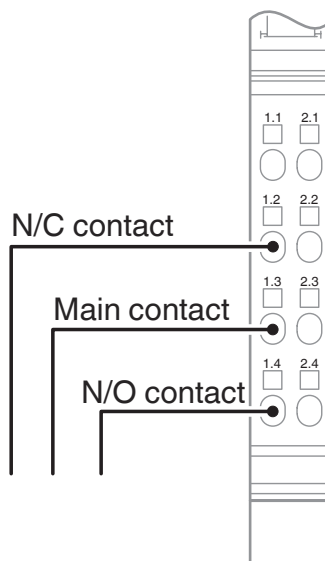 1.1 2.1
1.2 2.2
N/C contact
1.3 2.3
Main contact
1.4 2.4
N/O contact